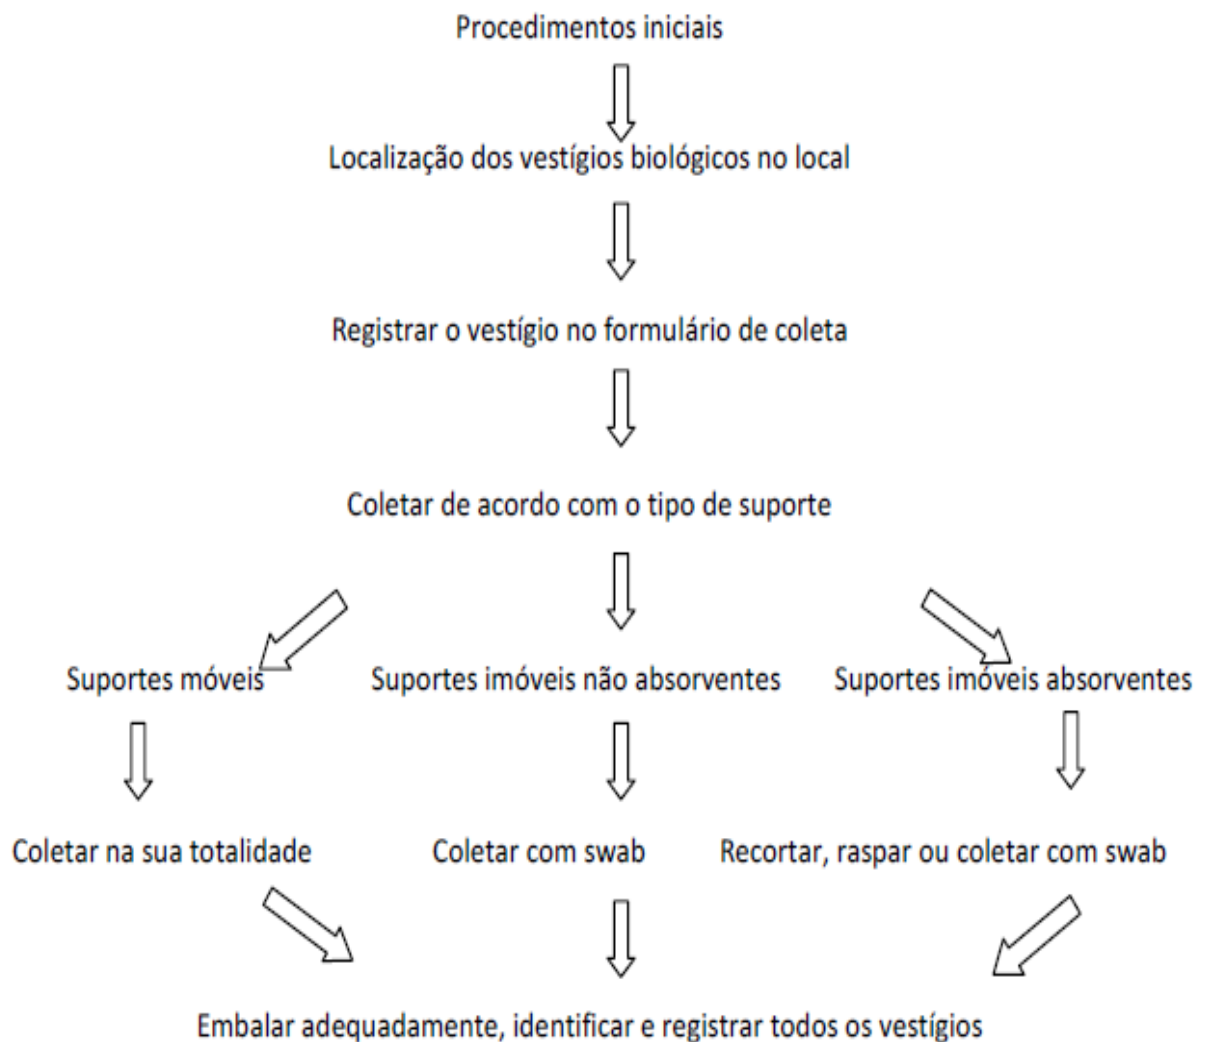 Procedimentos iniciais
Localização dos vestígios biológicos no local
Registrar o vestígio no formulário de coleta
Coletar de acordo com o tipo de suporte
Suportes móveis
Suportes imóveis não absorventes
Suportes imóveis absorventes
Coletar na sua totalidade
Coletar com swab
Recortar, raspar ou coletar com swab
Embalar adequadamente, identificar e registrar todos os vestígios